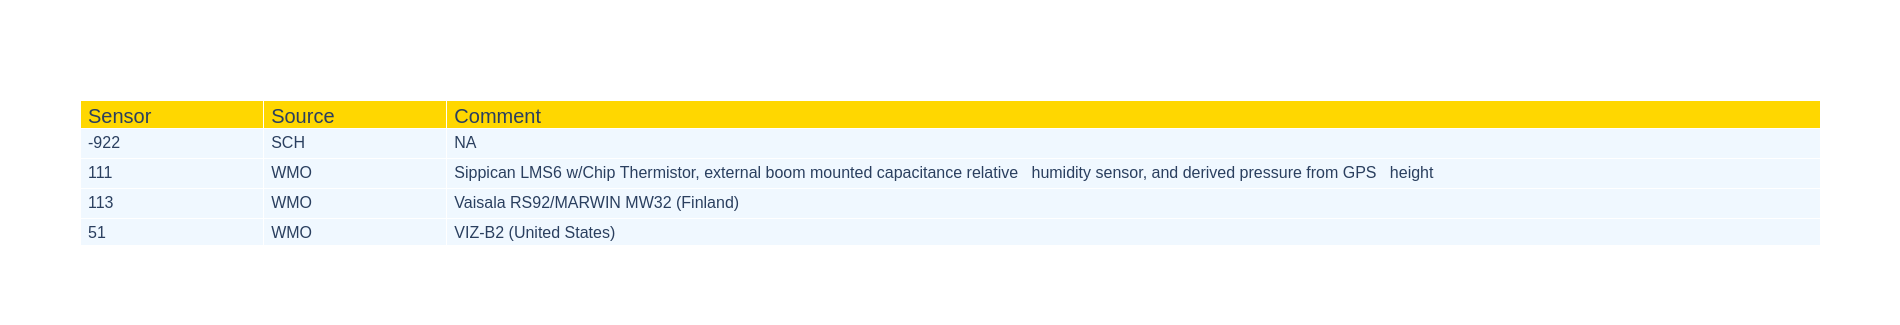 Sensor Source Comment
-922 SCH NA
111 WMO Sippican LMS6 w/Chip Thermistor, external boom mounted capacitance relative   humidity sensor, and derived pressure from GPS   height
113 WMO Vaisala RS92/MARWIN MW32 (Finland)
51 WMO VIZ-B2 (United States)